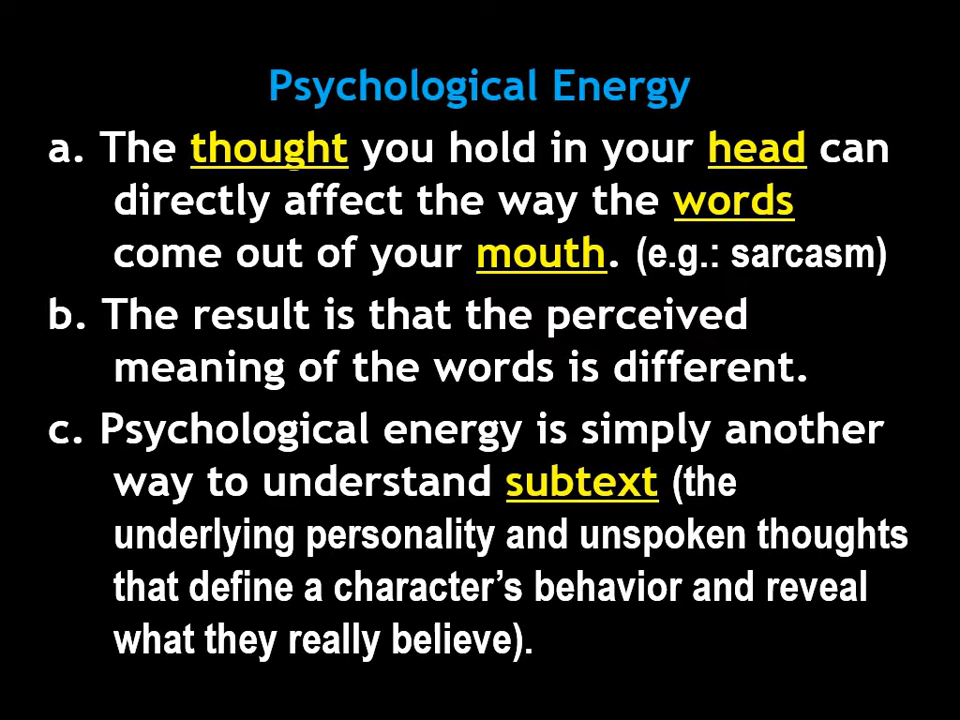 Psychological Energy
a. The thought you hold in your head can
directly affect the way the words
come out of your mouth. (e.g.: sarcasm)
b. The result is that the perceived
meaning of the words is different.
c. Psychological energy is simply another
way to understand subtext (the
underlying personality and unspoken thoughts
that define a character’s behavior and reveal
what they really believe).